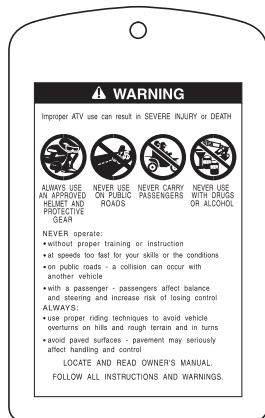 WARNING
Improper ATV use can result in SEVERE INJURY or DEATH
ALWAYS USE AN APPROVED HELMET AND PROTECTIVE GEAR
NEVER USE ON PUBLIC ROADS
NEVER CARRY PASSENGERS
NEVER USE WITH DRUGS OR ALCOHOL
NEVER operate:
• without proper training or instruction
• at speeds too fast for your skills or the conditions
• on public roads - a collision can occur with
another vehicle
• with a passenger - passengers affect balance
and steering and increase risk of losing control
ALWAYS:
• use proper riding techniques to avoid vehicle
overturns on hills and rough terrain and in turns
• avoid paved surfaces - pavement may seriously
affect handling and control
LOCATE AND READ OWNER'S MANUAL.
FOLLOW ALL INSTRUCTIONS AND WARNINGS.